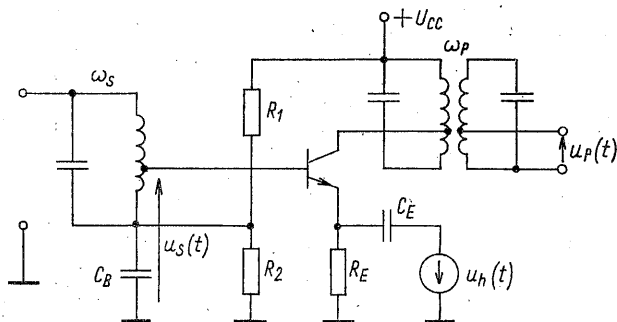 +U_CC
ω_S
ω_P
R_1
u_P(t)
u_S(t)
C_E
C_B
R_2
R_E
u_h(t)